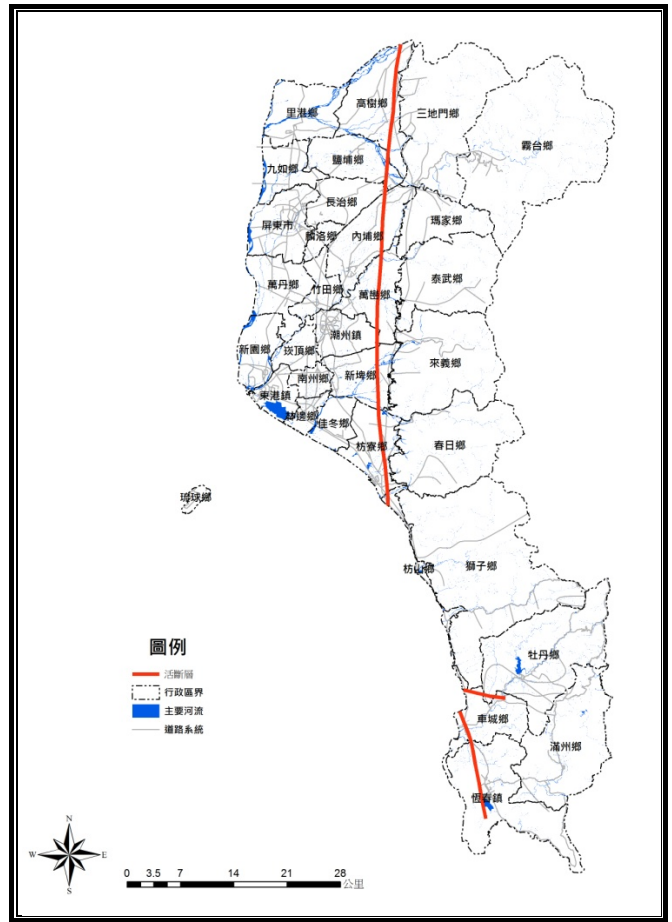 高樹鄉
里港鄉
三地門鄉
霧台鄉
鹽埔鄉
九如鄉
長治鄉
瑪家鄉
屏東市
麟洛鄉
內埔鄉
泰武鄉
萬丹鄉
竹田鄉
萬巒鄉
潮州鎮
新園鄉
崁頂鄉
來義鄉
南州鄉
新埤鄉
東港鎮
林邊鄉
佳冬鄉
枋寮鄉
春日鄉
琉球鄉
枋山鄉
獅子鄉
牡丹鄉
車城鄉
滿州鄉
恆春鎮
圖例
活斷層
行政區界
主要河流
道路系統
N
W
E
S
0 3.5 7 14 21 28
公里